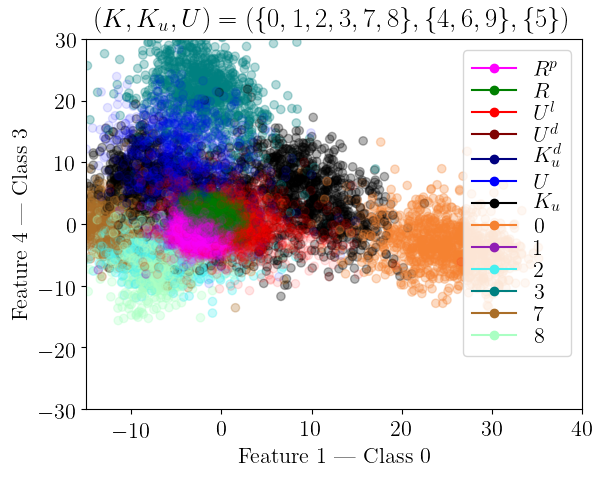 (K, K_u, U) = ({0, 1, 2, 3, 7, 8}, {4, 6, 9}, {5})
30
20
10
0
−10
−20
−30
Feature 4 — Class 3
−10
0
10
20
30
40
Feature 1 — Class 0
R^p
R
U^l
U^d
K_u^d
U
K_u
0
1
2
3
7
8